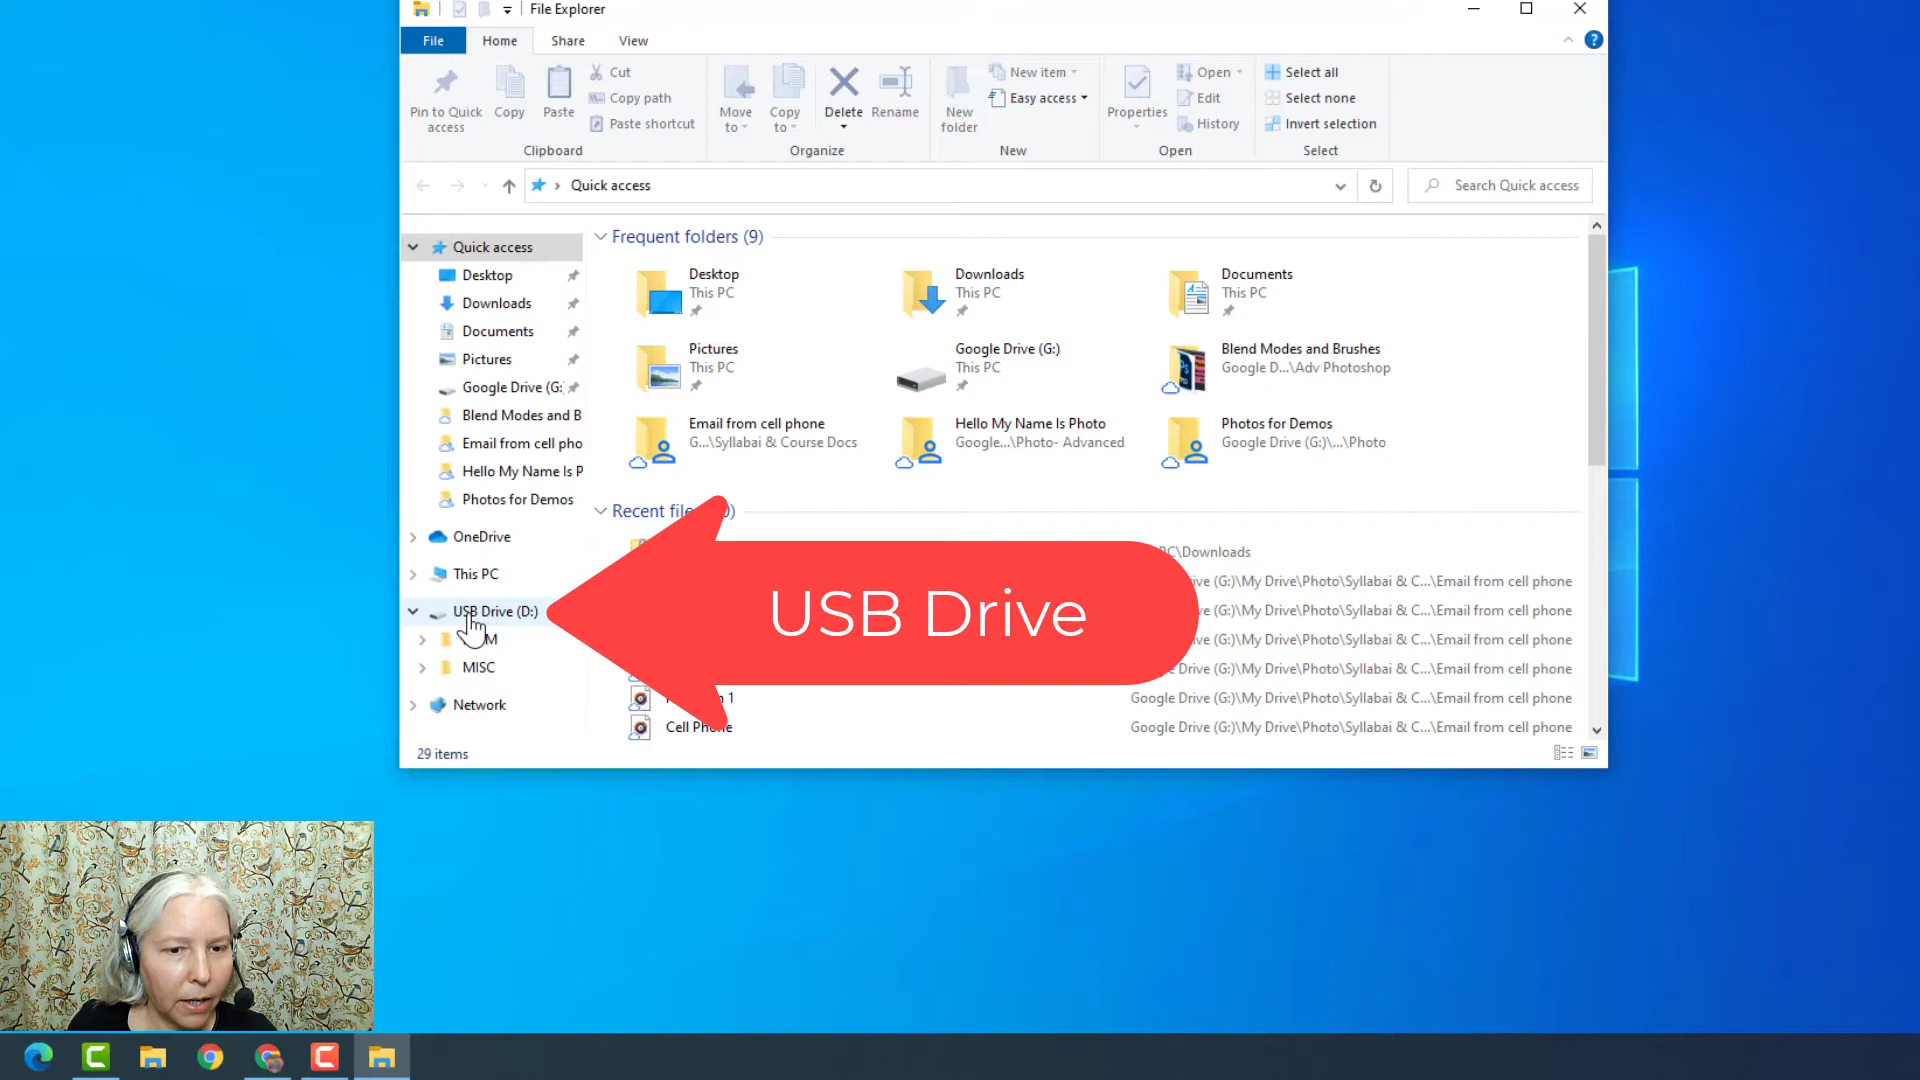 File Explorer
File Home Share View
Pin to Quick access
Copy
Paste
Cut
Copy path
Paste shortcut
Clipboard
Move to
Copy to
Delete
Rename
Organize
New folder
New item
Easy access
New
Properties
Open
Edit
History
Open
Select all
Select none
Invert selection
Select
Quick access
Search Quick access
Quick access
Desktop
Downloads
Documents
Pictures
Google Drive (G:
Blend Modes and B
Email from cell pho
Hello My Name Is P
Photos for Demos
OneDrive
This PC
USB Drive (D:)
MISC
Network
Frequent folders (9)
Desktop
This PC
Downloads
This PC
Documents
This PC
Pictures
This PC
Google Drive (G:)
This PC
Blend Modes and Brushes
Google D...\Adv Photoshop
Email from cell phone
G...\Syllabai & Course Docs
Hello My Name Is Photo
Google...\Photo- Advanced
Photos for Demos
Google Drive (G:)\...\Photo
Recent
PC\Downloads
ive (G:)\My Drive\Photo\Syllabai & C...\Email from cell phone
ive (G:)\My Drive\Photo\Syllabai & C...\Email from cell phone
USB Drive
ive (G:)\My Drive\Photo\Syllabai & C...\Email from cell phone
ive (G:)\My Drive\Photo\Syllabai & C...\Email from cell phone
1 Google Drive (G:)\My Drive\Photo\Syllabai & C...\Email from cell phone
Cell Phone Google Drive (G:)\My Drive\Photo\Syllabai & C...\Email from cell phone
29 items